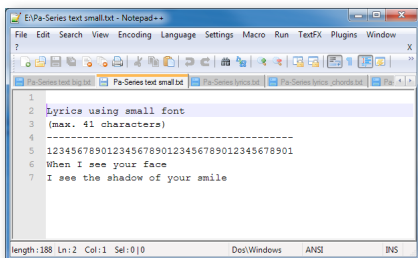 E:\Pa-Series text small.txt - Notepad++
File Edit Search View Encoding Language Settings Macro Run TextFX Plugins Window
? X
Pa-Series text big.txt Pa-Series text small.txt Pa-Series lyrics.txt Pa-Series lyrics_chords.txt Pa
1
2 Lyrics using small font
3 (max. 41 characters)
4 -----------------------------------------
5 12345678901234567890123456789012345678901
6 When I see your face
7 I see the shadow of your smile
length : 188 Ln : 2 Col : 1 Sel : 0 | 0 Dos\Windows ANSI INS